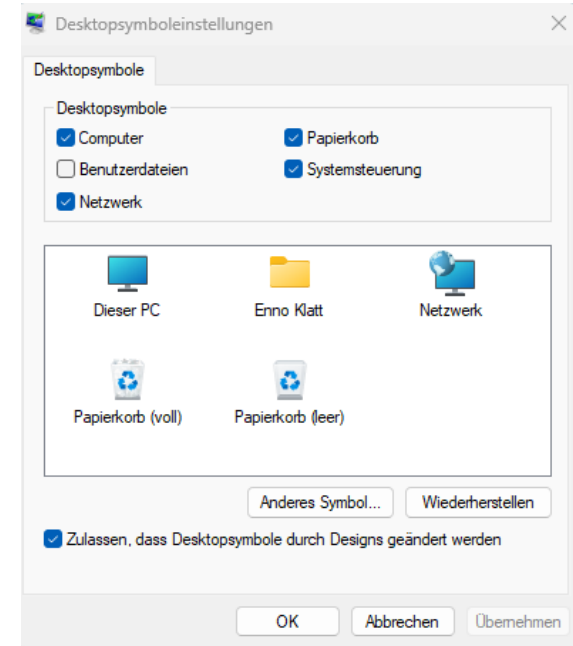 Desktopsymboleinstellungen
Desktopsymbole
Desktopsymbole
Computer
Papierkorb
Benutzerdateien
Systemsteuerung
Netzwerk
Dieser PC
Enno Klatt
Netzwerk
Papierkorb (voll)
Papierkorb (leer)
Anderes Symbol...
Wiederherstellen
Zulassen, dass Desktopsymbole durch Designs geändert werden
OK
Abbrechen
Übernehmen